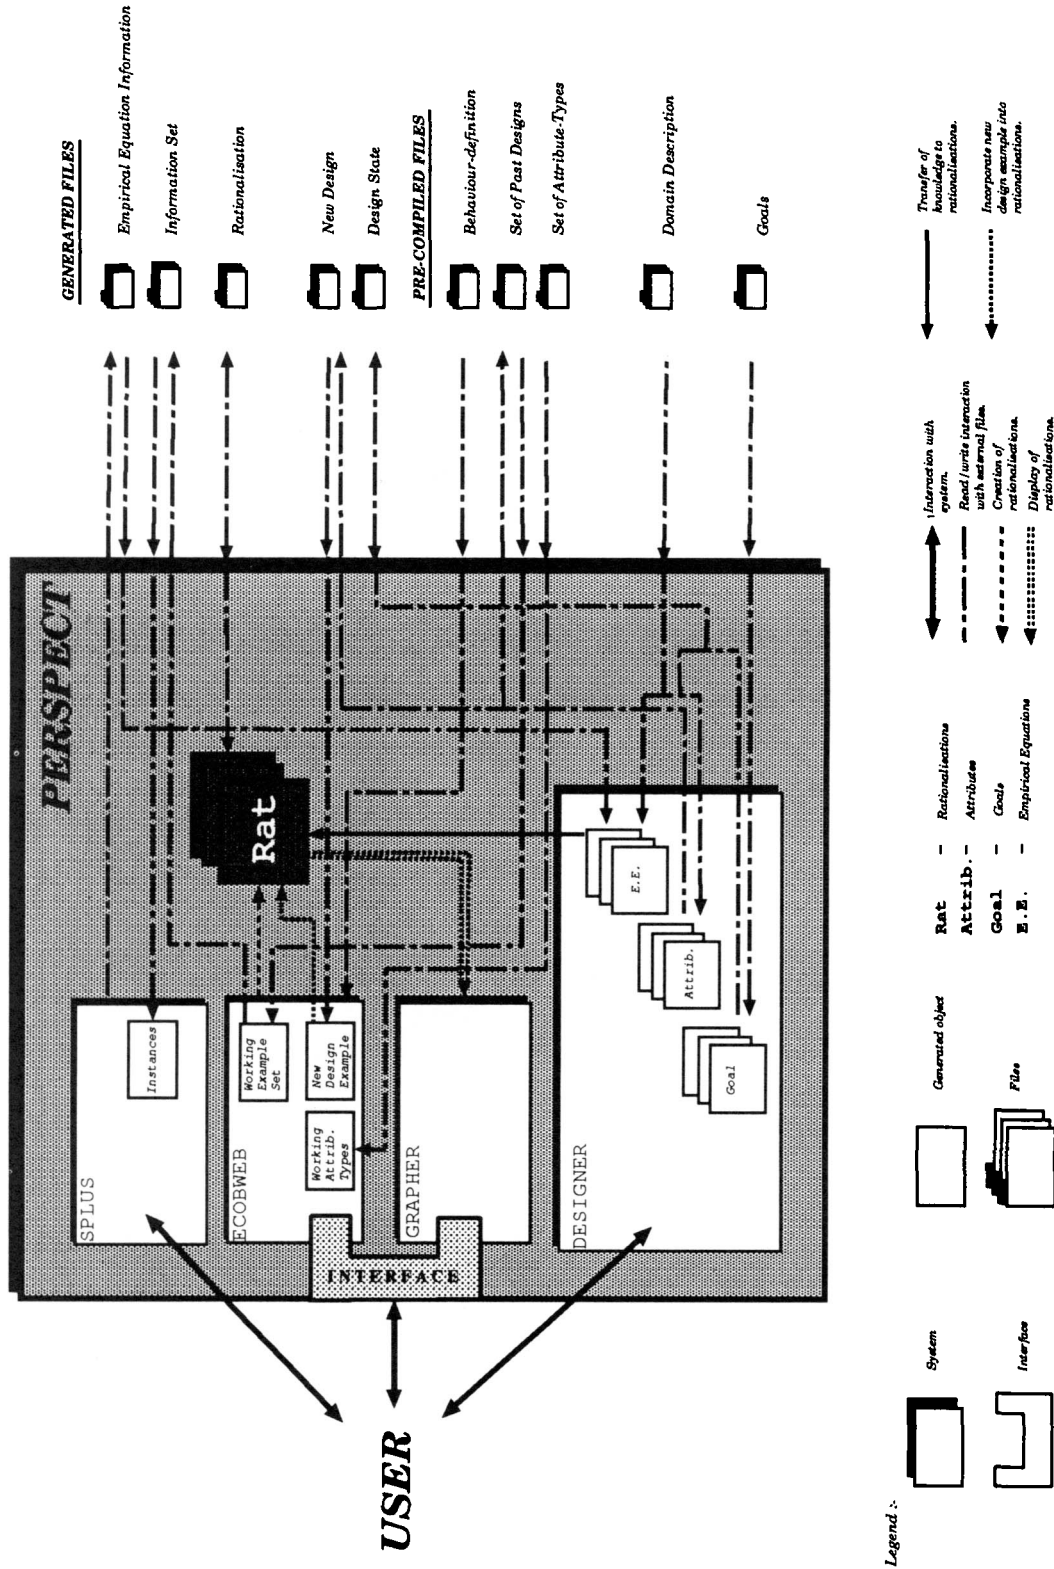 PERSPECT
GENERATED FILES
Empirical Equation Information
Information Set
Rationalisation
New Design
Design State
PRE-COMPILED FILES
Behaviour-definition
Set of Past Designs
Set of Attribute-Types
Domain Description
Goals
USER
INTERFACE
SPLUS
Instances
ECOBWEB
Working
Example
Set
New
Design
Example
Working
Attrib.
Types
GRAPHER
DESIGNER
Rat
E.E.
Attrib.
Goal
Legend :-
System
Interface
Generated object
Files
Rat - Rationalisations
Attrib. - Attributes
Goal - Goals
E.E. - Empirical Equations
Interaction with
system.
Read / write interaction
with external files.
Creation of
rationalisations.
Display of
rationalisations.
Transfer of
knowledge to
rationalisations.
Incorporate new
design example into
rationalisations.